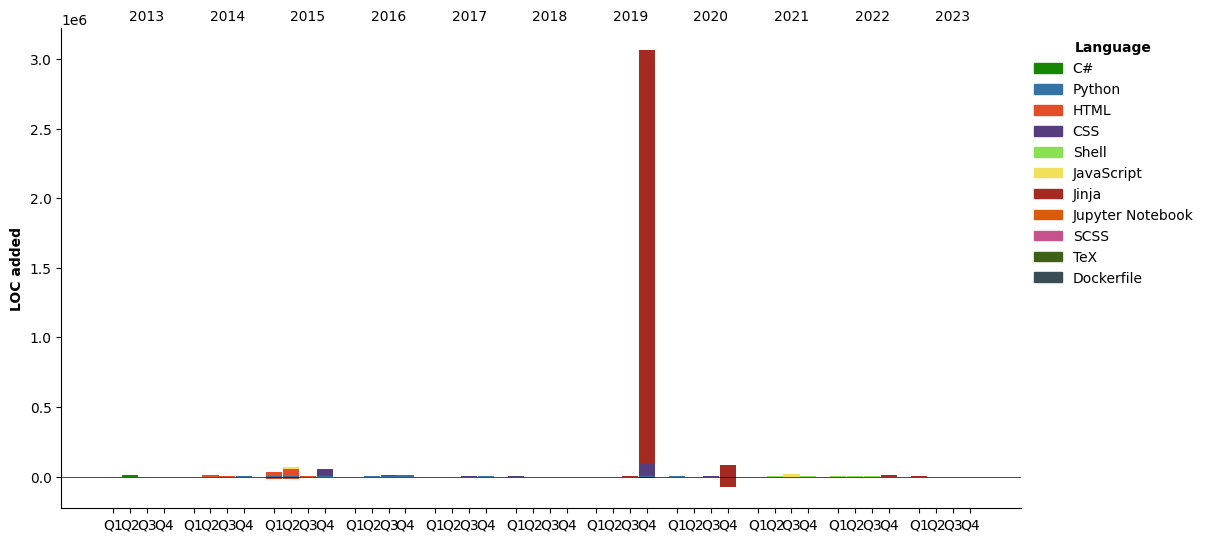 2013 2014 2015 2016 2017 2018 2019 2020 2021 2022 2023
1e6
3.0
2.5
2.0
1.5
1.0
0.5
0.0
LOC added
Q1Q2Q3Q4 Q1Q2Q3Q4 Q1Q2Q3Q4 Q1Q2Q3Q4 Q1Q2Q3Q4 Q1Q2Q3Q4 Q1Q2Q3Q4 Q1Q2Q3Q4 Q1Q2Q3Q4 Q1Q2Q3Q4 Q1Q2Q3Q4
Language
C#
Python
HTML
CSS
Shell
JavaScript
Jinja
Jupyter Notebook
SCSS
TeX
Dockerfile